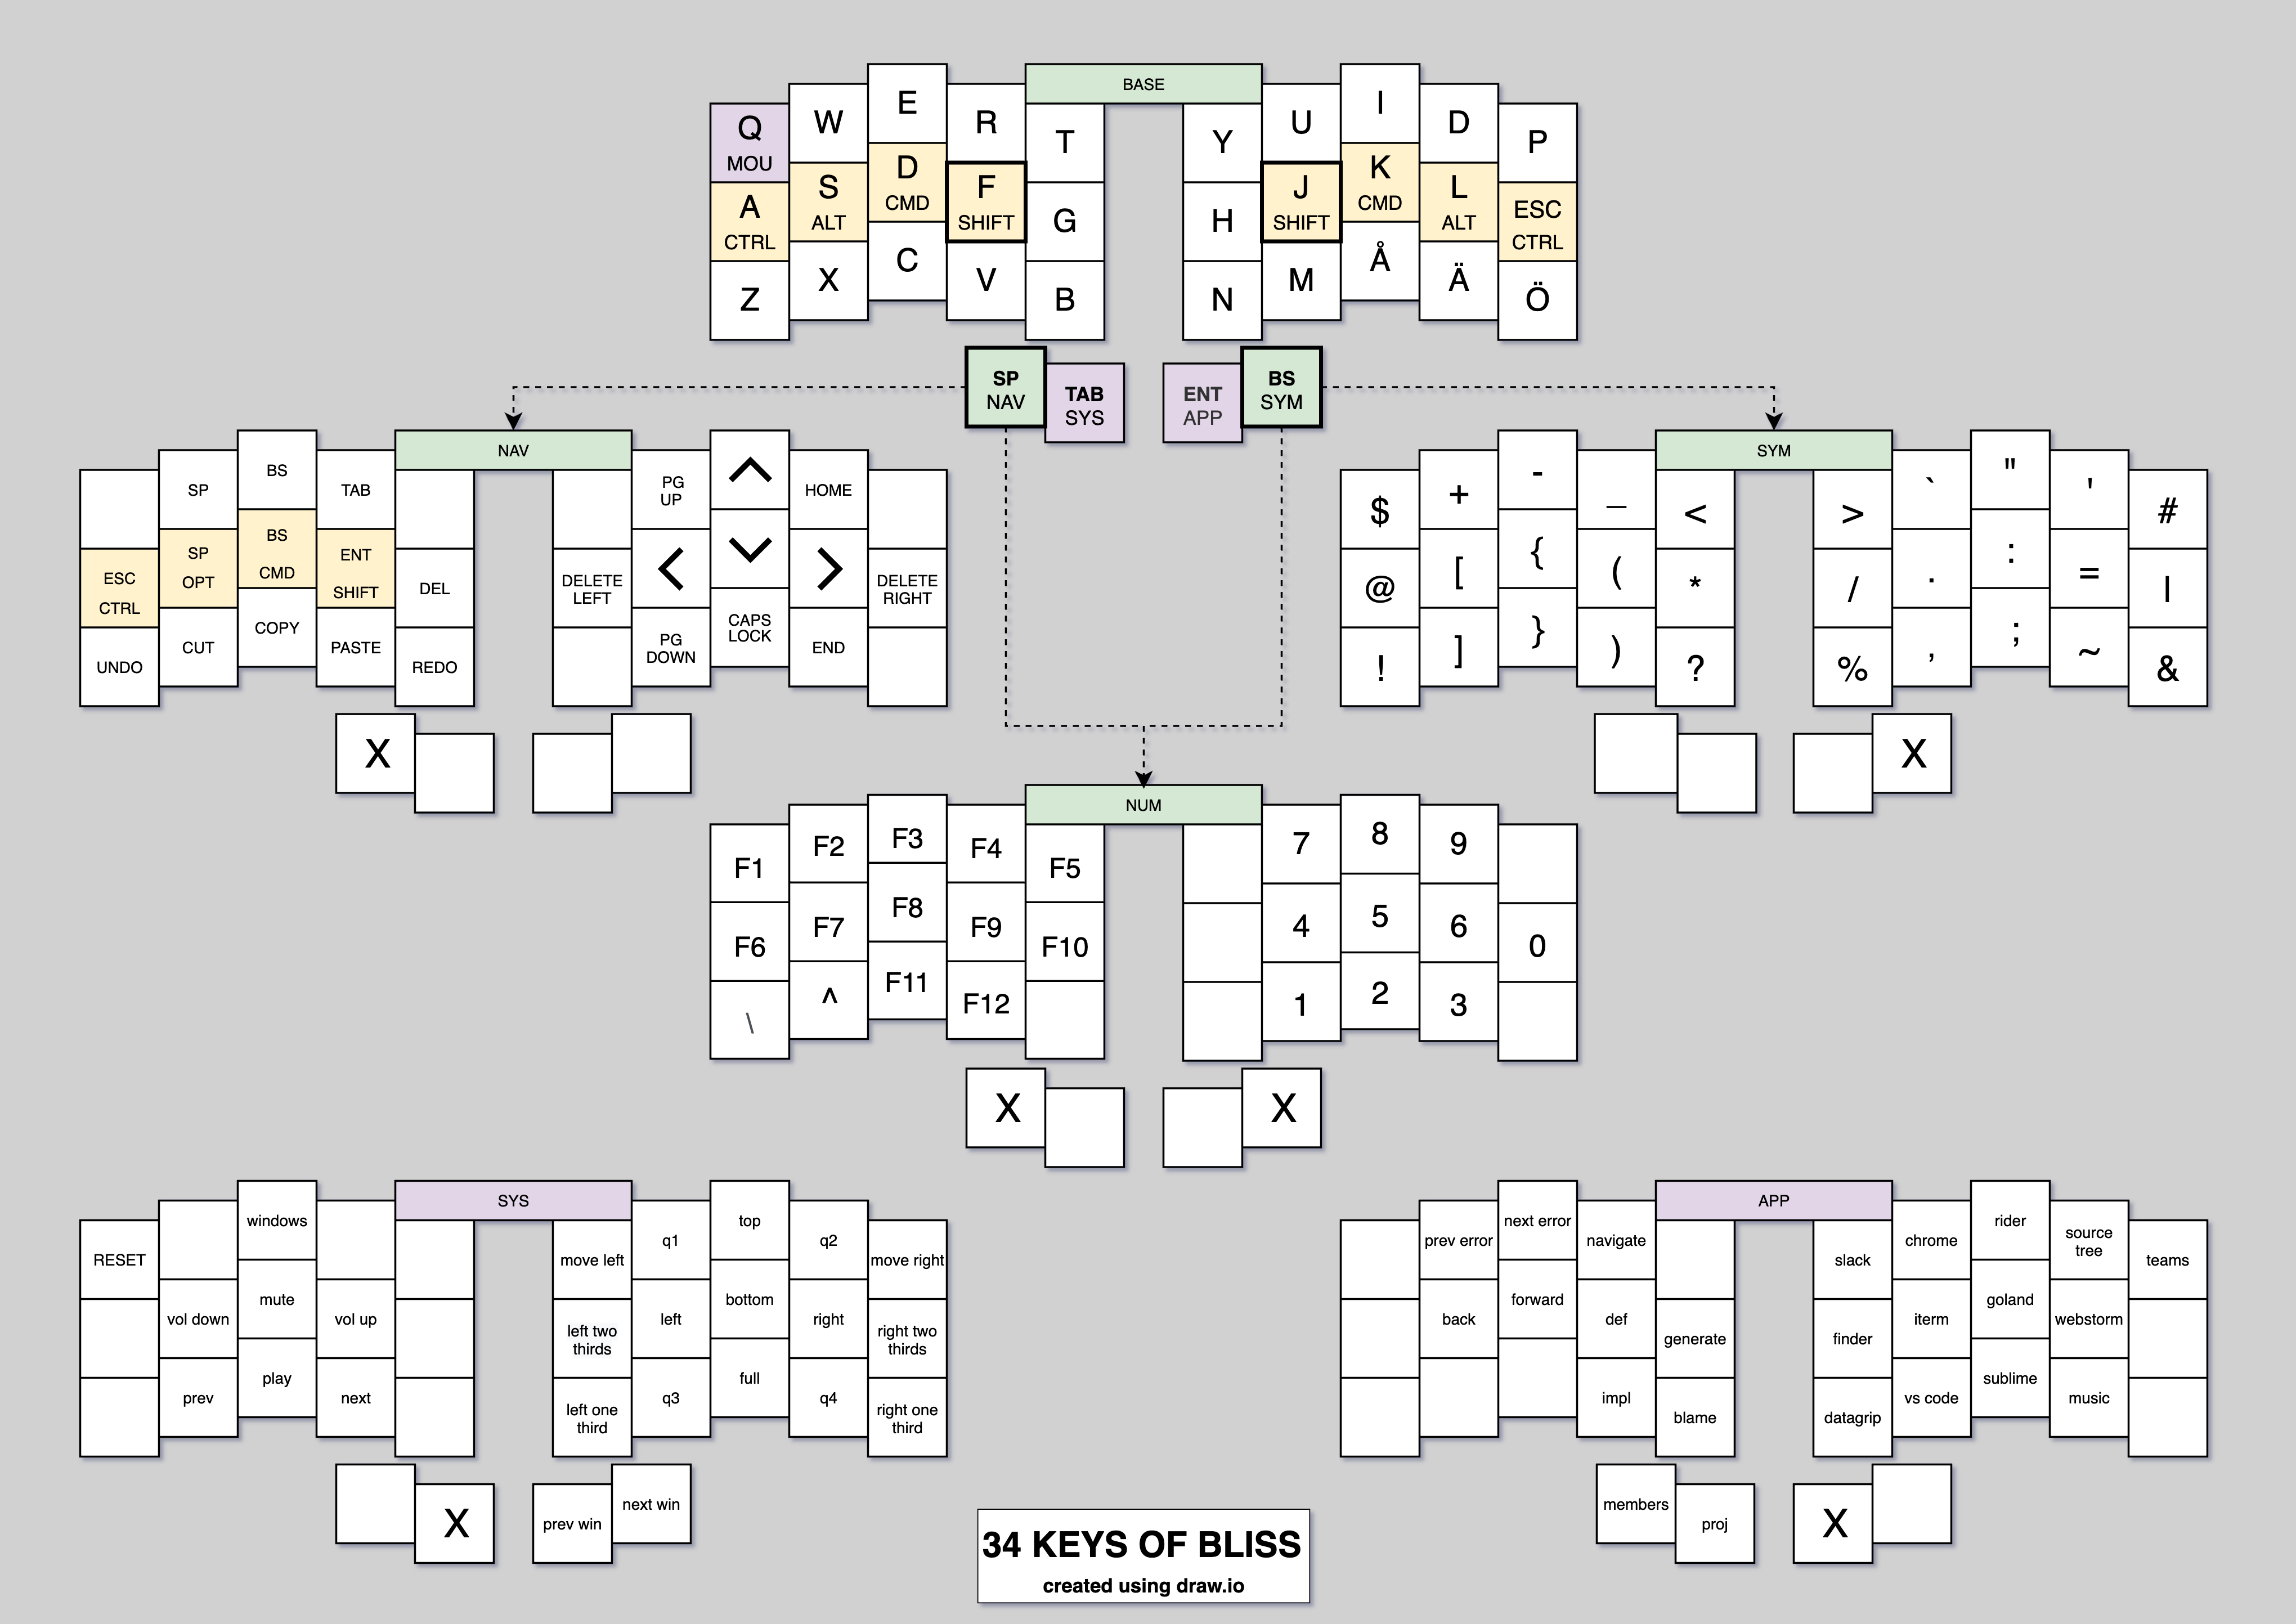 BASE
Q W E R T Y U I D P
MOU
A S D F G H J K L ESC
CTRL ALT CMD SHIFT SHIFT CMD ALT CTRL
Z X C V B N M Å Ä Ö
SP TAB ENT BS
NAV SYS APP SYM
NAV
SP BS TAB PG UP ^ HOME
ESC SP BS ENT DEL DELETE LEFT < ⌄ > DELETE RIGHT
CTRL OPT CMD SHIFT
UNDO CUT COPY PASTE REDO PG DOWN CAPS LOCK END
X
SYM
$ + - _ < > ` " ' #
@ [ { ( * / . : = |
! ] } ) ? % , ; ~ &
X
NUM
F1 F2 F3 F4 F5 7 8 9
F6 F7 F8 F9 F10 4 5 6 0
\ ^ F11 F12 1 2 3
X X
SYS
RESET windows move left q1 top q2 move right
vol down mute vol up left two thirds left bottom right right two thirds
prev play next left one third q3 full q4 right one third
X prev win next win
APP
prev error next error navigate slack chrome rider source tree teams
back forward def generate finder iterm goland webstorm
impl blame datagrip vs code sublime music
members proj X
34 KEYS OF BLISS
created using draw.io